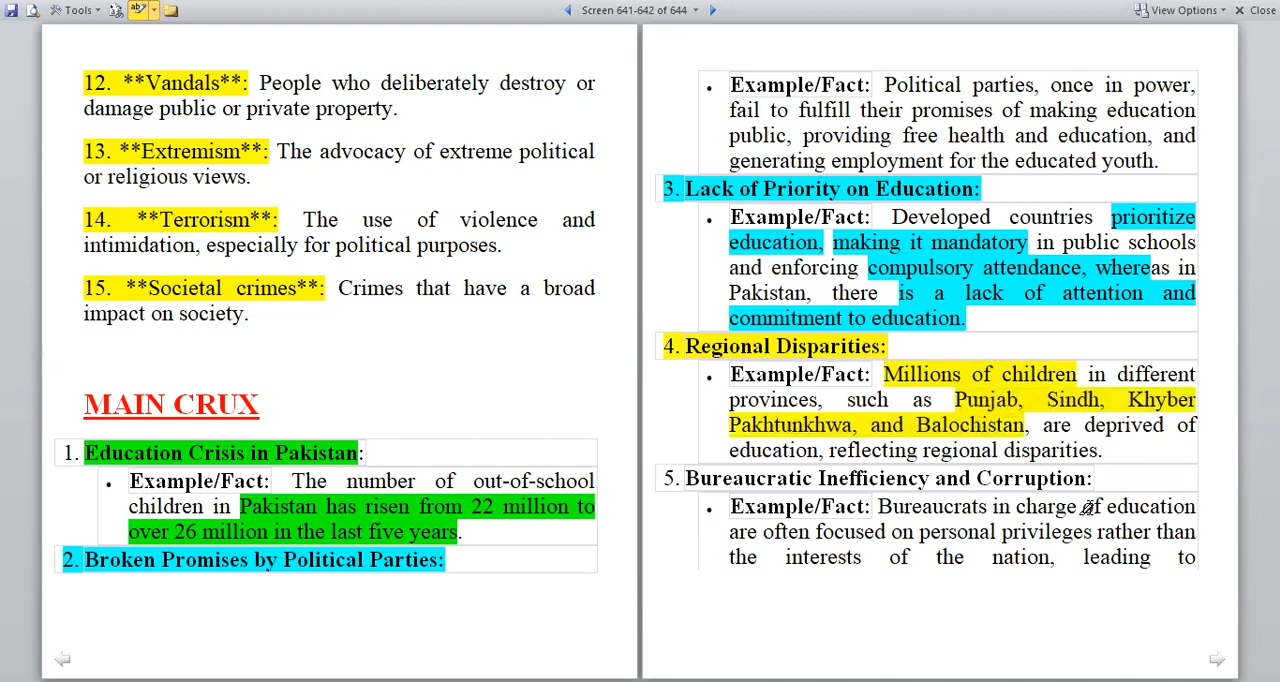 Tools
Screen 641-642 of 644
View Options
Close
12. **Vandals**: People who deliberately destroy or
damage public or private property.
13. **Extremism**: The advocacy of extreme political
or religious views.
14. **Terrorism**: The use of violence and
intimidation, especially for political purposes.
15. **Societal crimes**: Crimes that have a broad
impact on society.
MAIN CRUX
1. Education Crisis in Pakistan:
• Example/Fact: The number of out-of-school
children in Pakistan has risen from 22 million to
over 26 million in the last five years.
2. Broken Promises by Political Parties:
• Example/Fact: Political parties, once in power,
fail to fulfill their promises of making education
public, providing free health and education, and
generating employment for the educated youth.
3. Lack of Priority on Education:
• Example/Fact: Developed countries prioritize
education, making it mandatory in public schools
and enforcing compulsory attendance, whereas in
Pakistan, there is a lack of attention and
commitment to education.
4. Regional Disparities:
• Example/Fact: Millions of children in different
provinces, such as Punjab, Sindh, Khyber
Pakhtunkhwa, and Balochistan, are deprived of
education, reflecting regional disparities.
5. Bureaucratic Inefficiency and Corruption:
• Example/Fact: Bureaucrats in charge of education
are often focused on personal privileges rather than
the interests of the nation, leading to